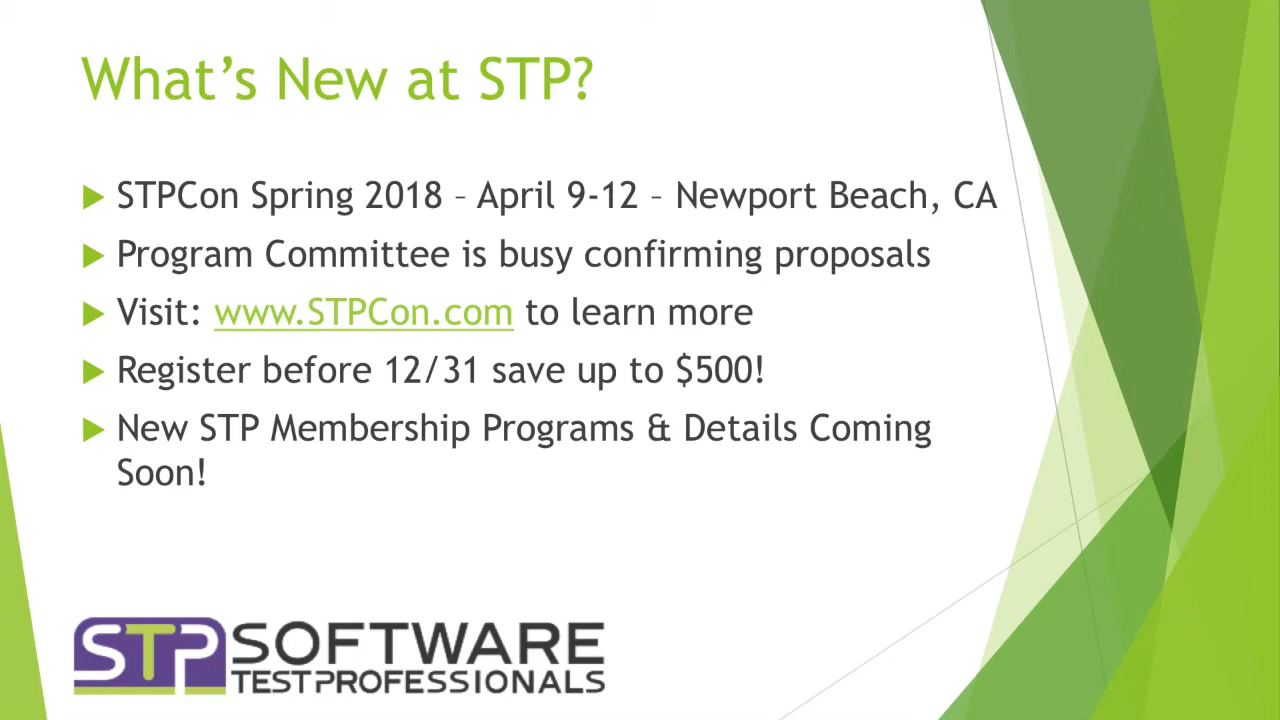 What’s New at STP?
STPCon Spring 2018 – April 9-12 – Newport Beach, CA
Program Committee is busy confirming proposals
Visit: www.STPCon.com to learn more
Register before 12/31 save up to $500!
New STP Membership Programs & Details Coming
Soon!
STP SOFTWARE
TEST PROFESSIONALS